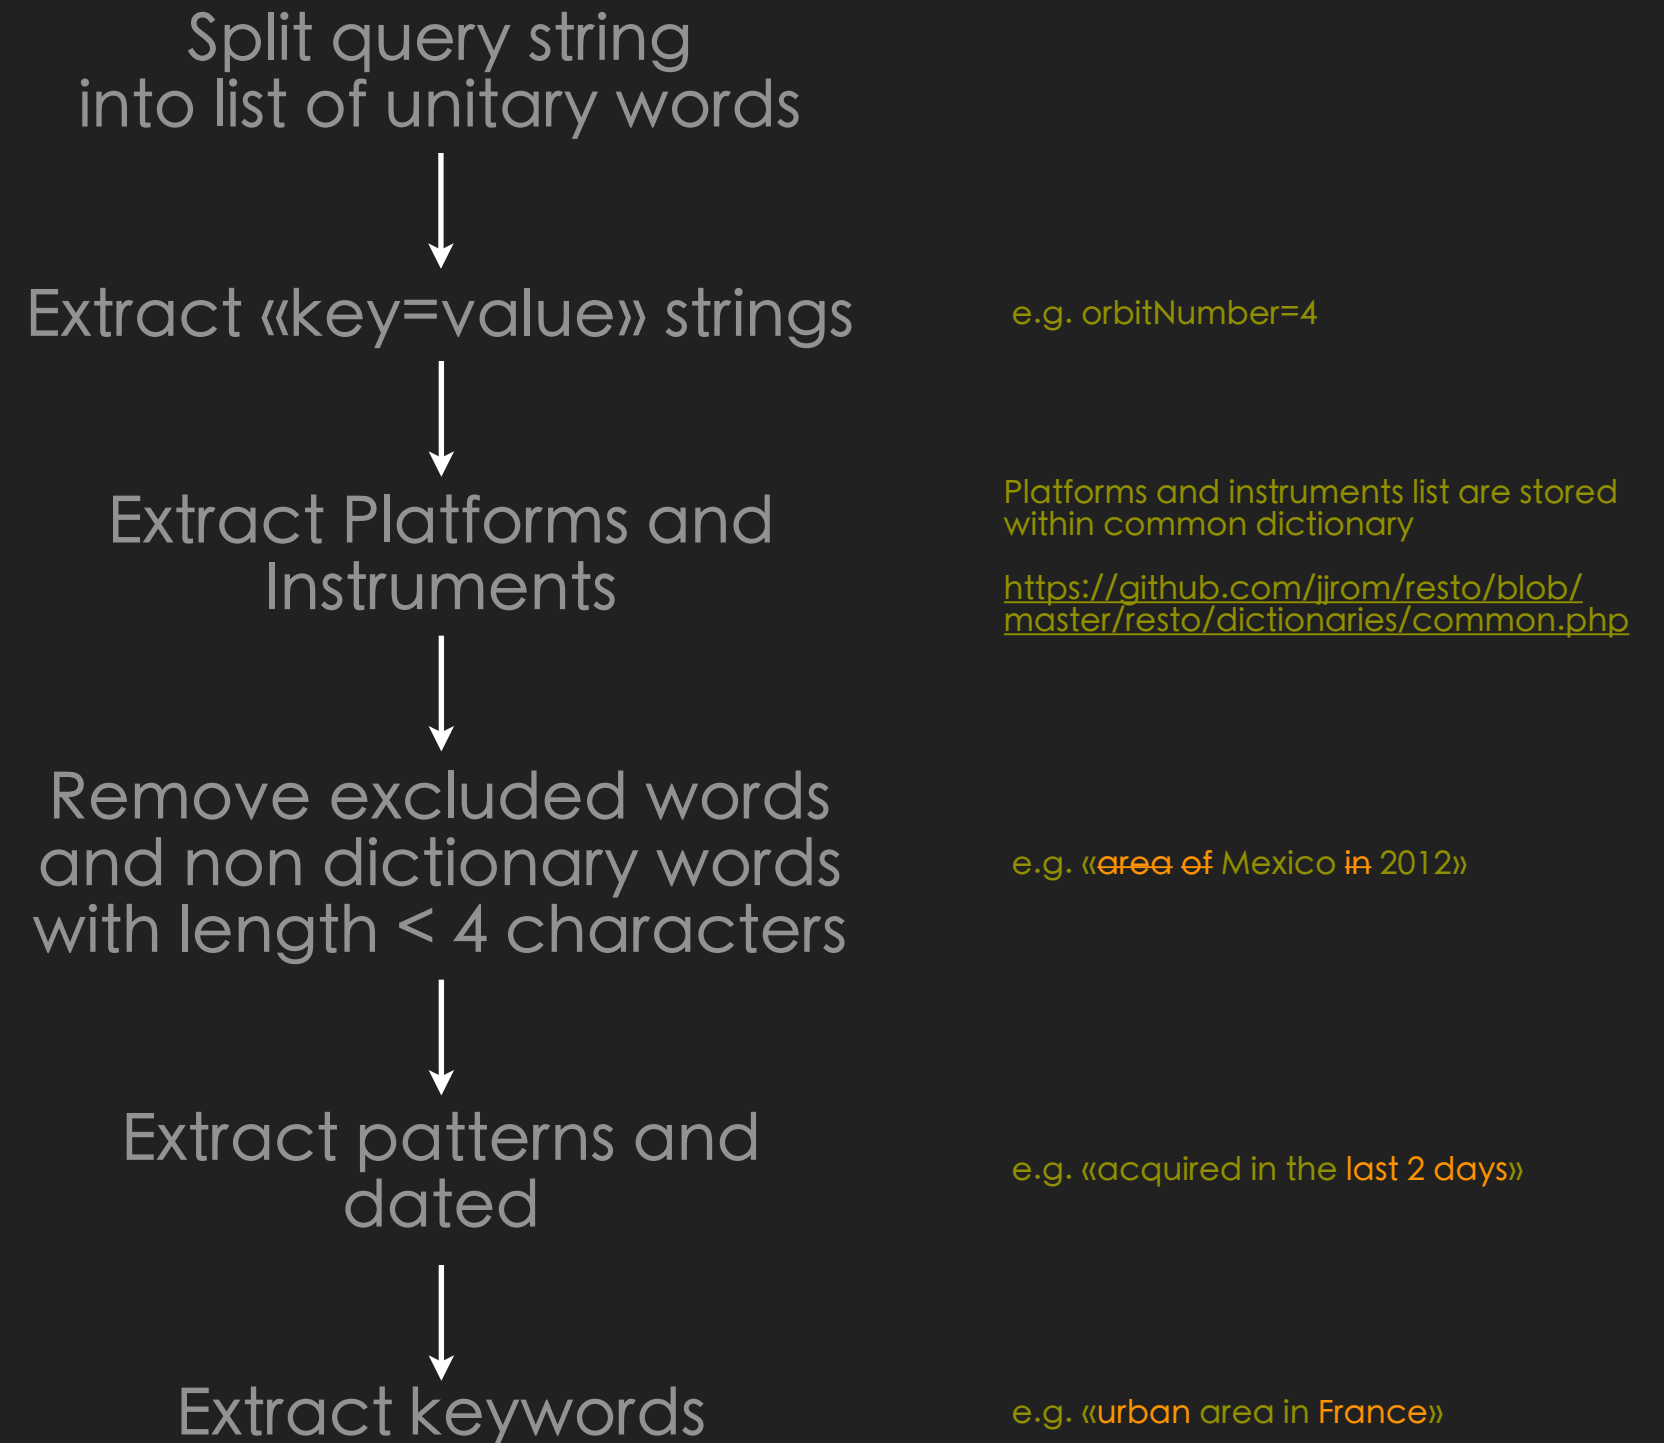 Split query string
into list of unitary words
Extract «key=value» strings
e.g. orbitNumber=4
Extract Platforms and
Instruments
Platforms and instruments list are stored
within common dictionary
https://github.com/jjrom/resto/blob/
master/resto/dictionaries/common.php
Remove excluded words
and non dictionary words
with length < 4 characters
e.g. «area of Mexico in 2012»
Extract patterns and
dated
e.g. «acquired in the last 2 days»
Extract keywords
e.g. «urban area in France»